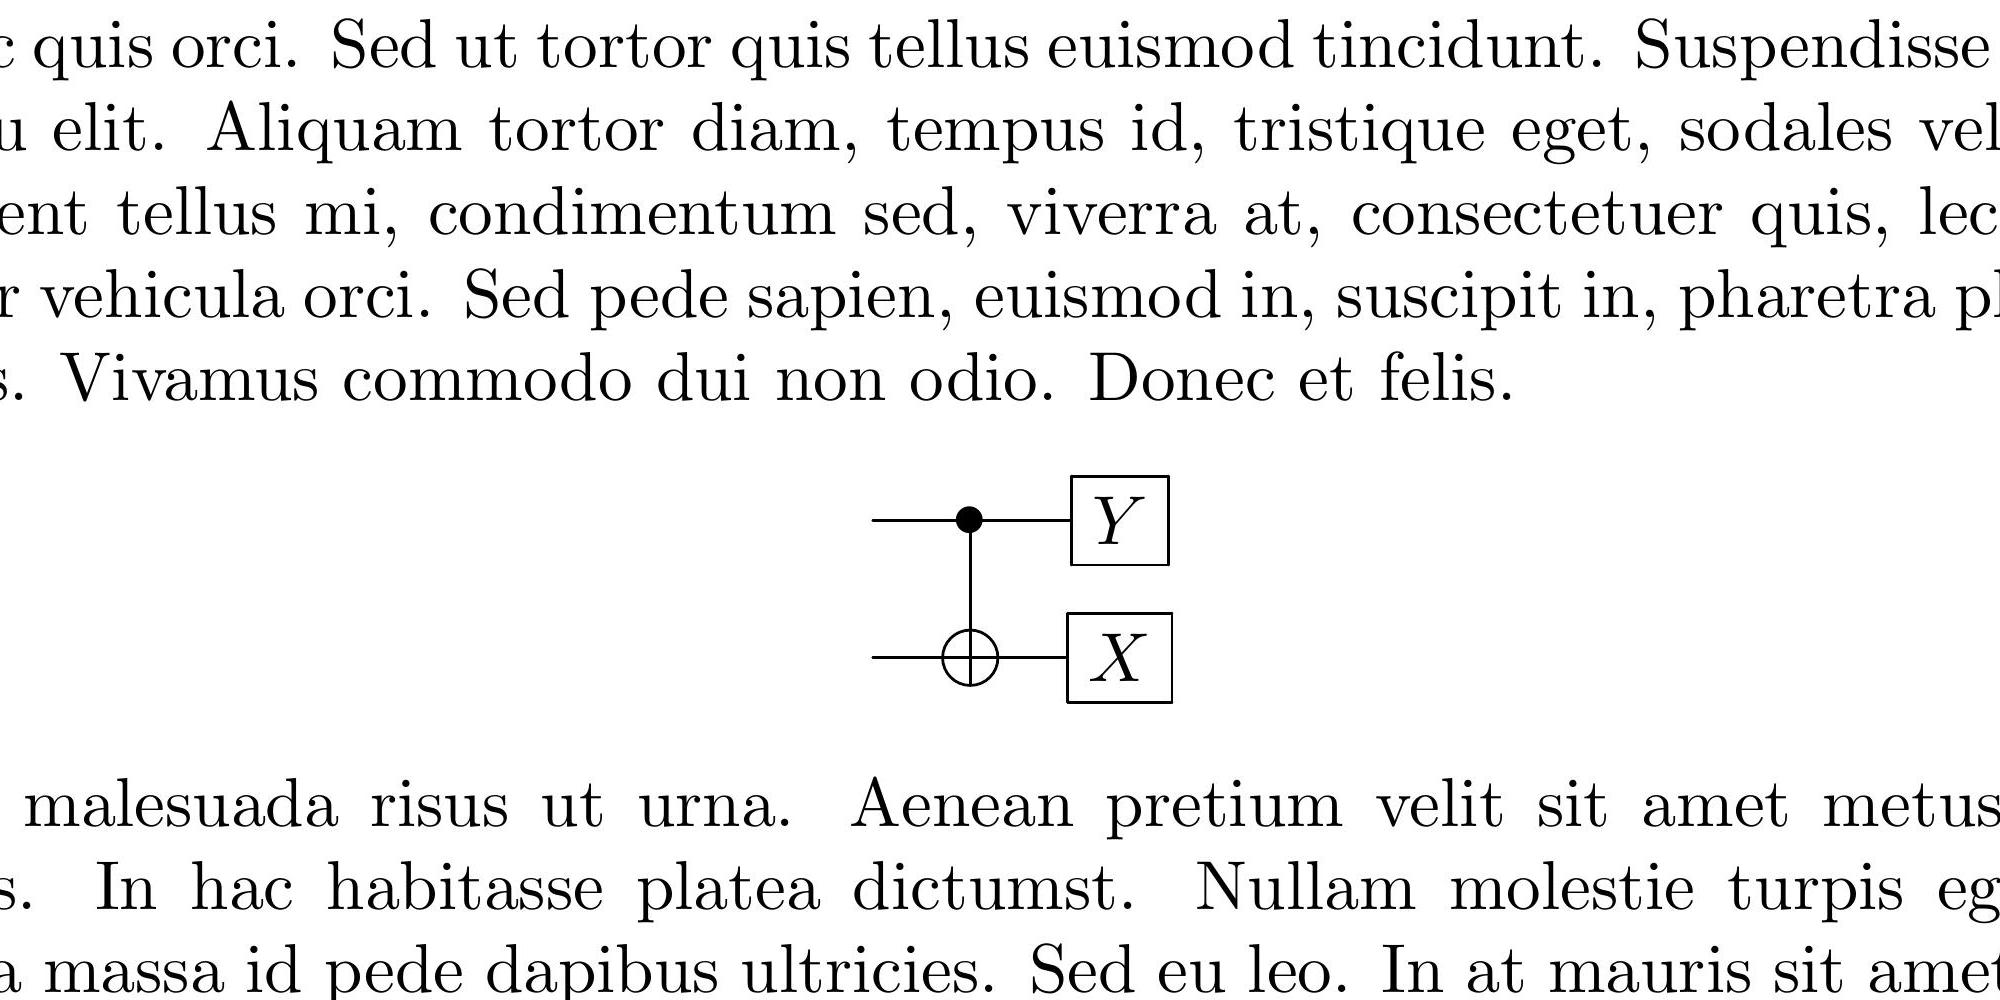 quis orci. Sed ut tortor quis tellus euismod tincidunt. Suspendisse
elit. Aliquam tortor diam, tempus id, tristique eget, sodales vel
tellus mi, condimentum sed, viverra at, consectetuer quis, lec
vehicula orci. Sed pede sapien, euismod in, suscipit in, pharetra
Vivamus commodo dui non odio. Donec et felis.
Y
X
malesuada risus ut urna. Aenean pretium velit sit amet metus
In hac habitasse platea dictumst. Nullam molestie turpis eg
a massa id pede dapibus ultricies. Sed eu leo. In at mauris sit amet